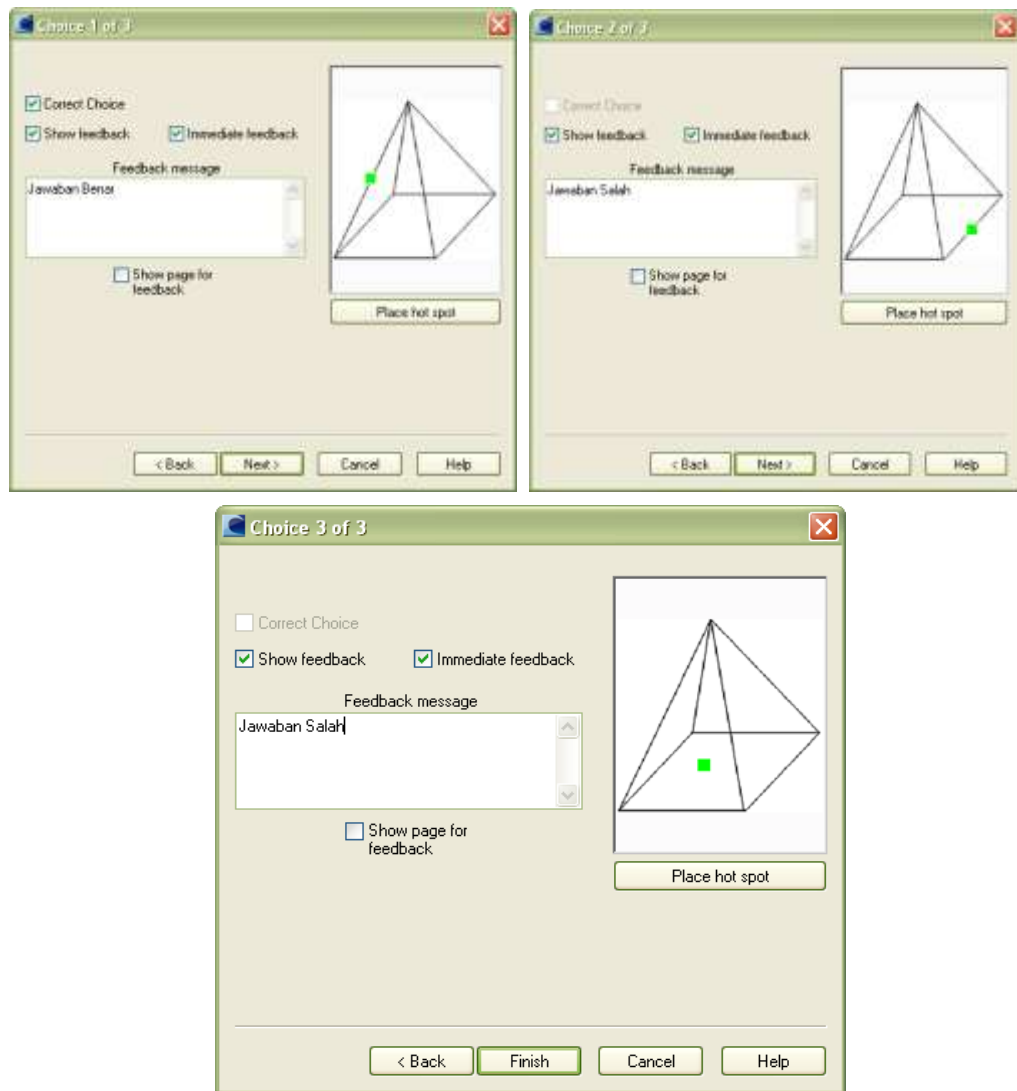 Choice 1 of 3
Correct Choice
Show feedback
Immediate feedback
Feedback message
Jawaban Benar
Show page for
feedback
Place hot spot
< Back
Next >
Cancel
Help
Choice 2 of 3
Correct Choice
Show feedback
Immediate feedback
Feedback message
Jawaban Salah
Show page for
feedback
Place hot spot
< Back
Next >
Cancel
Help
Choice 3 of 3
Correct Choice
Show feedback
Immediate feedback
Feedback message
Jawaban Salah
Show page for
feedback
Place hot spot
< Back
Finish
Cancel
Help